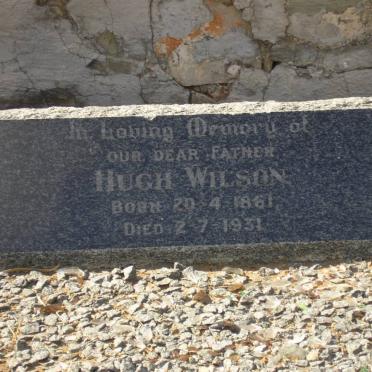 In Loving Memory of
OUR DEAR FATHER
HUGH WILSON
BORN 20-4-1861
DIED 2-7-1931